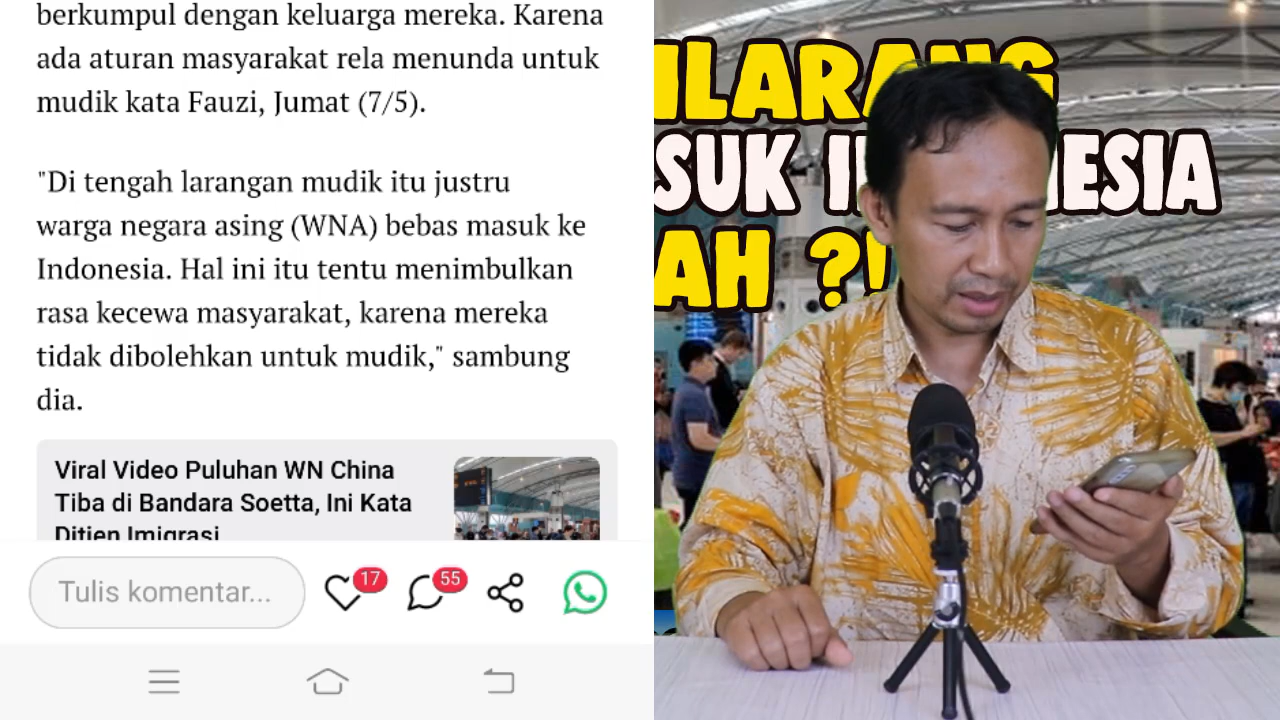 berkumpul dengan keluarga mereka. Karena
ada aturan masyarakat rela menunda untuk
mudik kata Fauzi, Jumat (7/5).
"Di tengah larangan mudik itu justru
warga negara asing (WNA) bebas masuk ke
Indonesia. Hal ini itu tentu menimbulkan
rasa kecewa masyarakat, karena mereka
tidak dibolehkan untuk mudik," sambung
dia.
Viral Video Puluhan WN China
Tiba di Bandara Soetta, Ini Kata
Ditjen Imigrasi
Tulis komentar...
17
55
ILARANG
SUK I ESIA
AH ?!